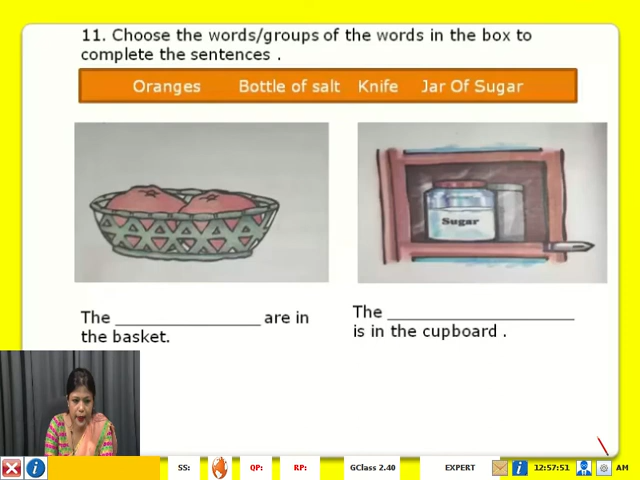 11. Choose the words/groups of the words in the box to
complete the sentences .
Oranges Bottle of salt Knife Jar Of Sugar
Sugar
The ________________ are in
the basket.
The _____________________
is in the cupboard .
SS: QP: RP: GClass 2.40 EXPERT 12:57:51 AM